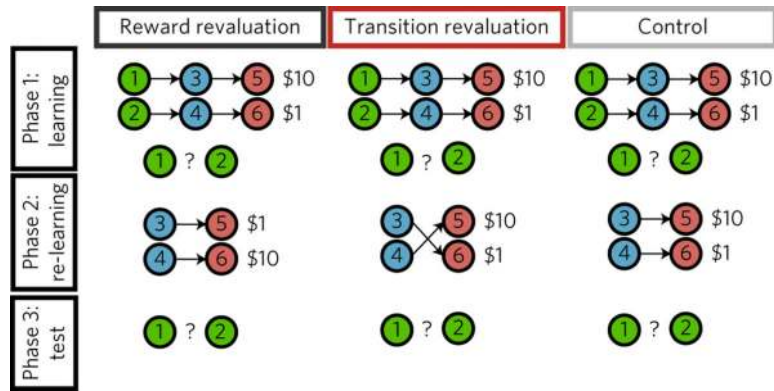 Reward revaluation Transition revaluation Control
Phase 1:
learning
1 3 5 $10 1 3 5 $10 1 3 5 $10
2 4 6 $1 2 4 6 $1 2 4 6 $1
1 ? 2 1 ? 2 1 ? 2
Phase 2:
re-learning
3 5 $1 3 5 $10 3 5 $10
4 6 $10 4 6 $1 4 6 $1
Phase 3:
test
1 ? 2 1 ? 2 1 ? 2